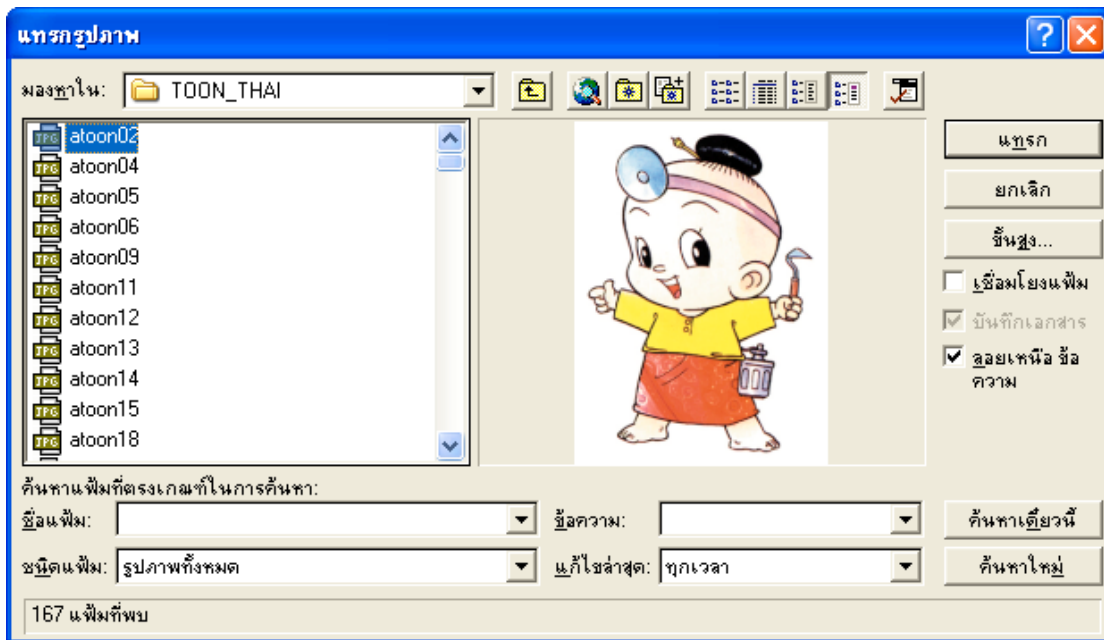 แทรกรูปภาพ
มองหาใน: TOON_THAI
atoon02
atoon04
atoon05
atoon06
atoon09
atoon11
atoon12
atoon13
atoon14
atoon15
atoon18
แทรก
ยกเลิก
ขั้นสูง...
เชื่อมโยงแฟ้ม
บันทึกเอกสาร
ลอยเหนือ ข้อ
ความ
ค้นหาแฟ้มที่ตรงเกณฑ์ในการค้นหา:
ชื่อแฟ้ม: ข้อความ: ค้นหาเดี๋ยวนี้
ชนิดแฟ้ม: รูปภาพทั้งหมด แก้ไขล่าสุด: ทุกเวลา ค้นหาใหม่
167 แฟ้มที่พบ